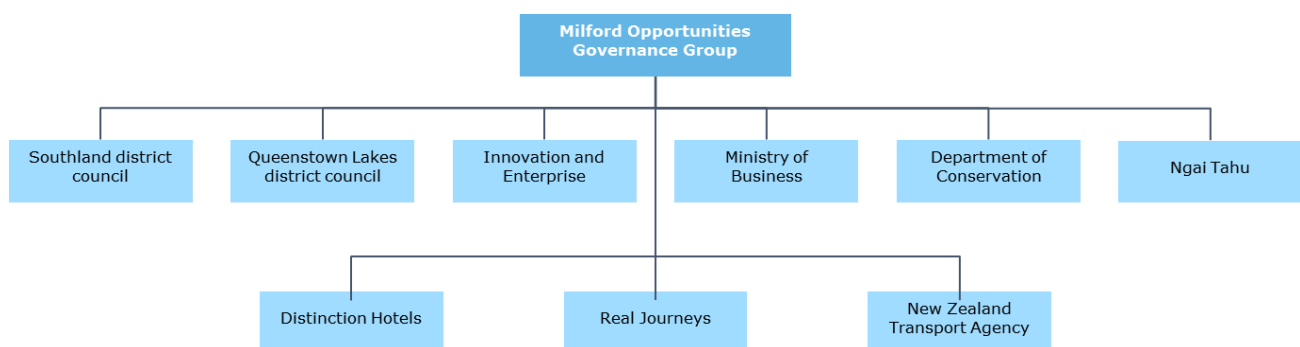 Milford Opportunities
Governance Group
Southland district
council
Queenstown Lakes
district council
Innovation and
Enterprise
Ministry of
Business
Department of
Conservation
Ngai Tahu
Distinction Hotels
Real Journeys
New Zealand
Transport Agency